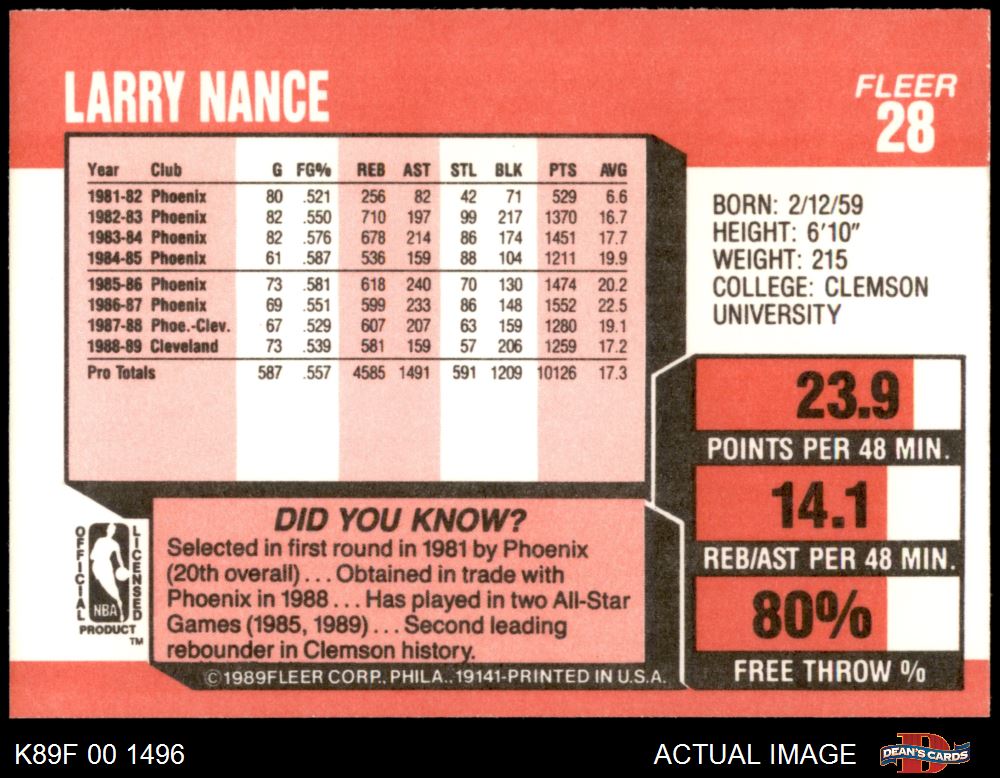 LARRY NANCE
FLEER
28
Year Club G FG% REB AST STL BLK PTS AVG
1981-82 Phoenix 80 .521 256 82 42 71 529 6.6
1982-83 Phoenix 82 .550 710 197 99 217 1370 16.7
1983-84 Phoenix 82 .576 678 214 86 174 1451 17.7
1984-85 Phoenix 61 .587 536 159 88 104 1211 19.9
1985-86 Phoenix 73 .581 618 240 70 130 1474 20.2
1986-87 Phoenix 69 .551 599 233 86 148 1552 22.5
1987-88 Phoe.-Clev. 67 .529 607 207 63 159 1280 19.1
1988-89 Cleveland 73 .539 581 159 57 206 1259 17.2
Pro Totals 587 .557 4585 1491 591 1209 10126 17.3
BORN: 2/12/59
HEIGHT: 6'10"
WEIGHT: 215
COLLEGE: CLEMSON
UNIVERSITY
23.9
POINTS PER 48 MIN.
14.1
REB/AST PER 48 MIN.
80%
FREE THROW %
DID YOU KNOW?
Selected in first round in 1981 by Phoenix
(20th overall) . . . Obtained in trade with
Phoenix in 1988 . . . Has played in two All-Star
Games (1985, 1989) . . . Second leading
rebounder in Clemson history.
OFFICIAL
LICENSED
NBA
PRODUCT
TM
©1989FLEER CORP., PHILA., 19141-PRINTED IN U.S.A.
K89F 00 1496
ACTUAL IMAGE
D
DEAN'S CARDS